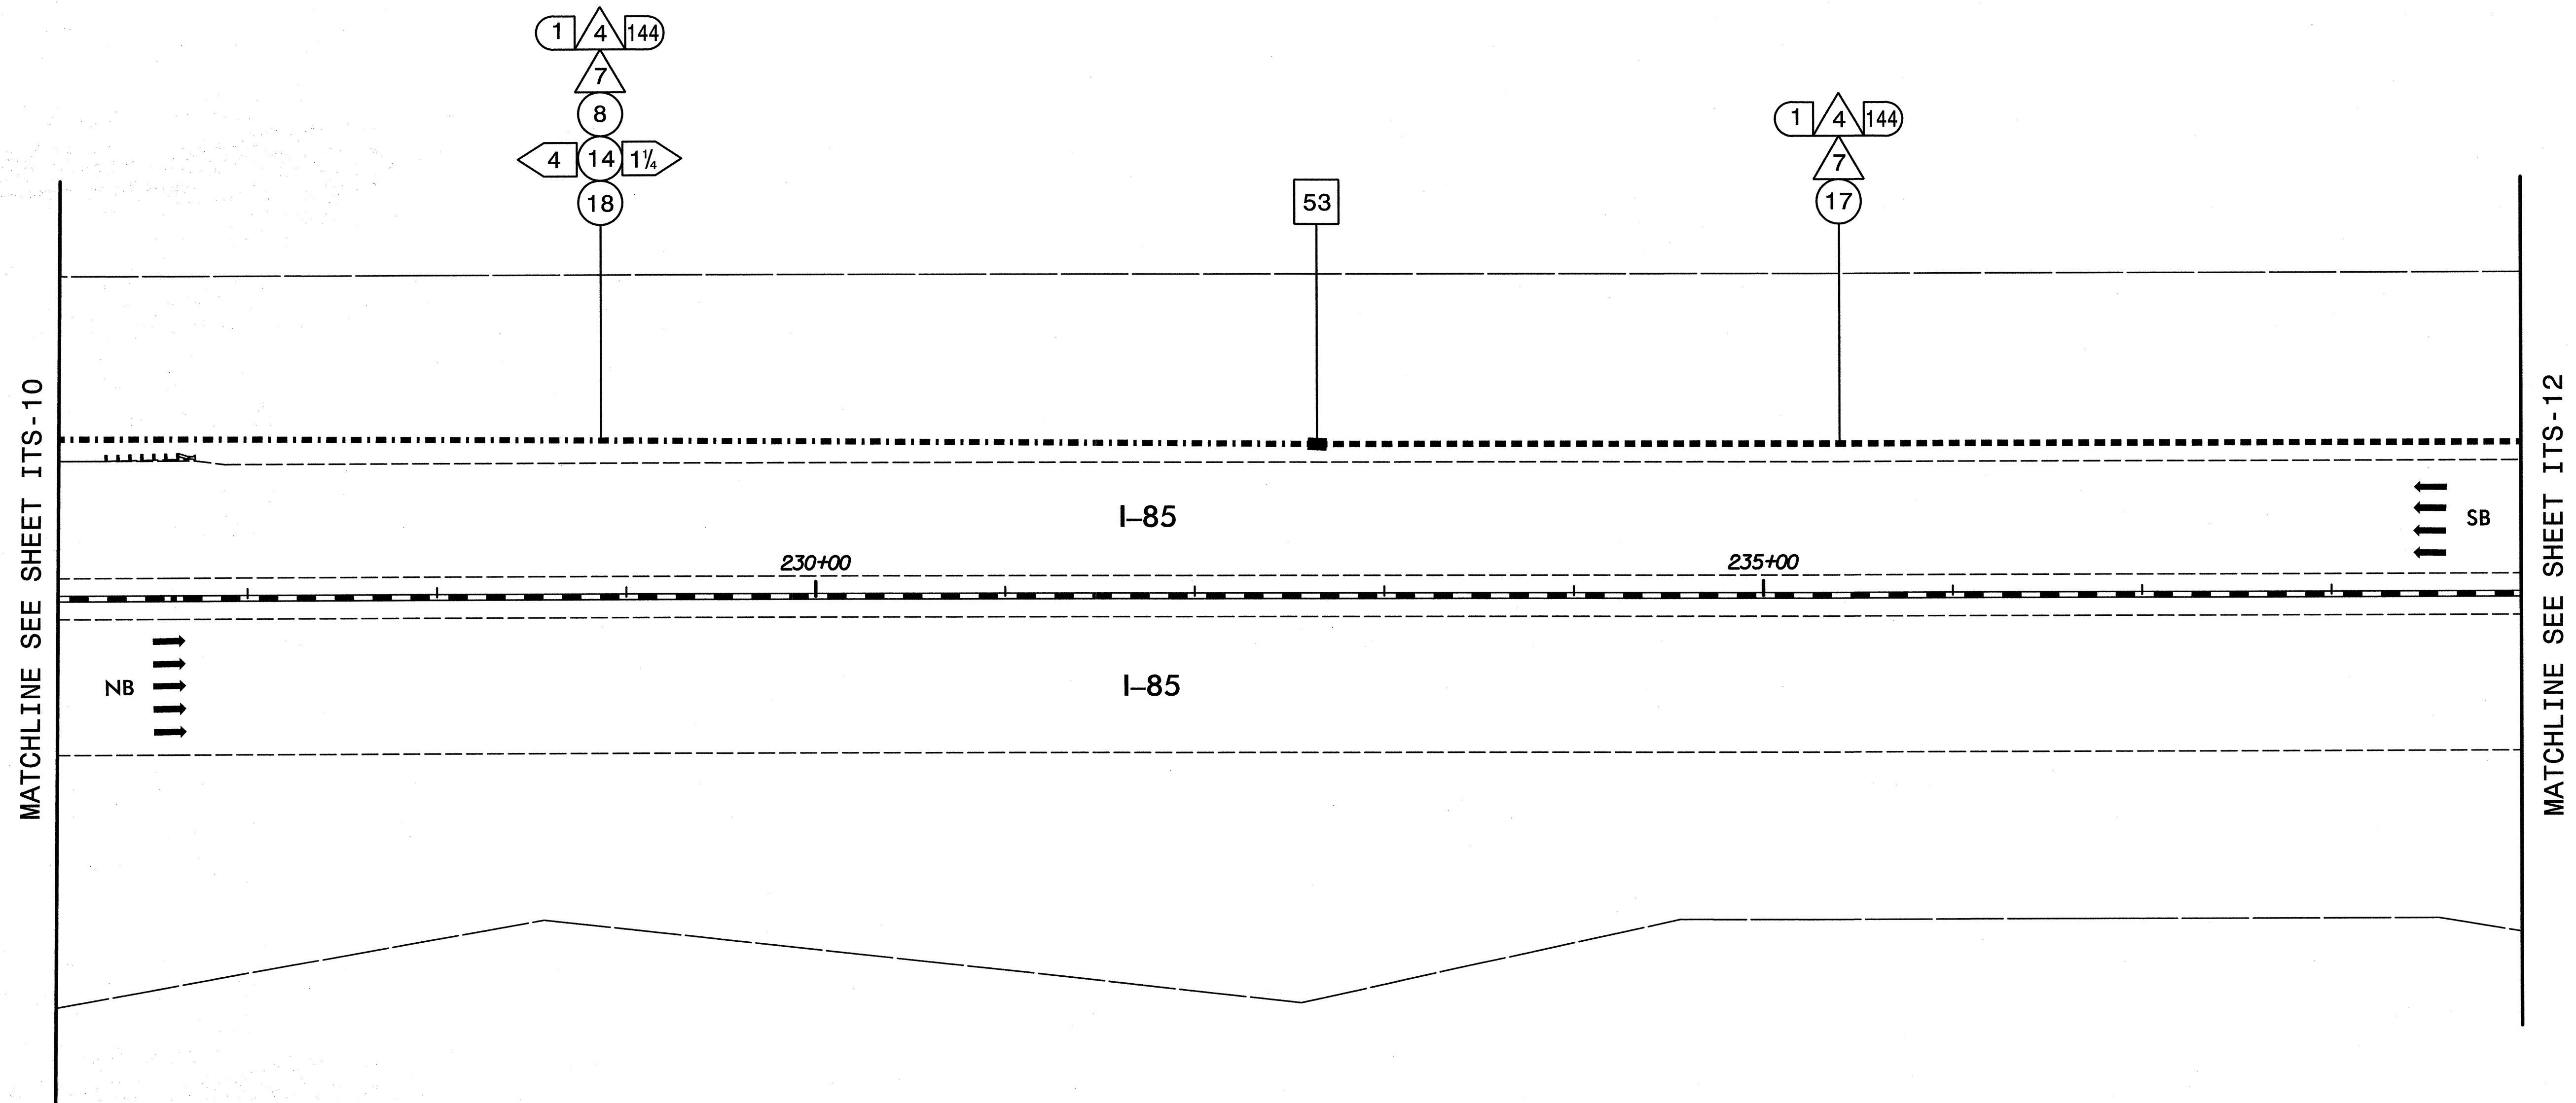 1 4 144
7
8
4 14 1¼
18
53
1 4 144
7
17
MATCHLINE SEE SHEET ITS-10
I-85
SB
230+00
235+00
NB
I-85
MATCHLINE SEE SHEET ITS-12